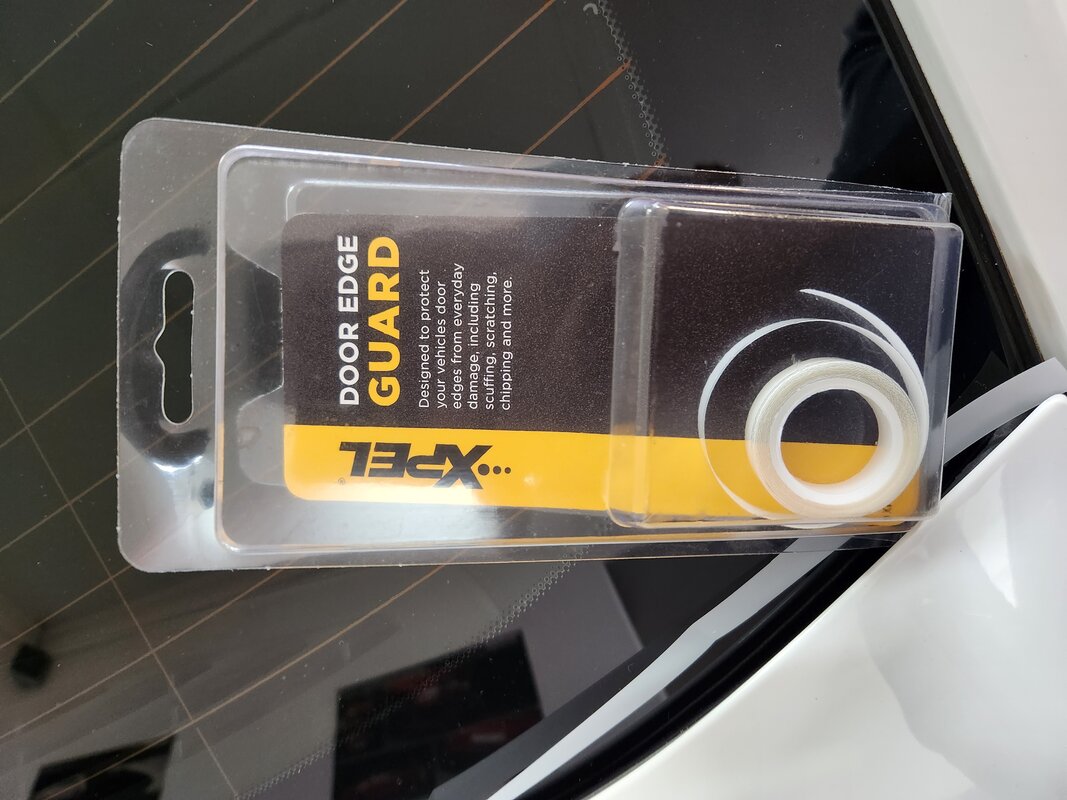 DOOR EDGE
GUARD
Designed to protect
your vehicles door
edges from everyday
damage, including
scuffing, scratching,
chipping and more.
XPEL®